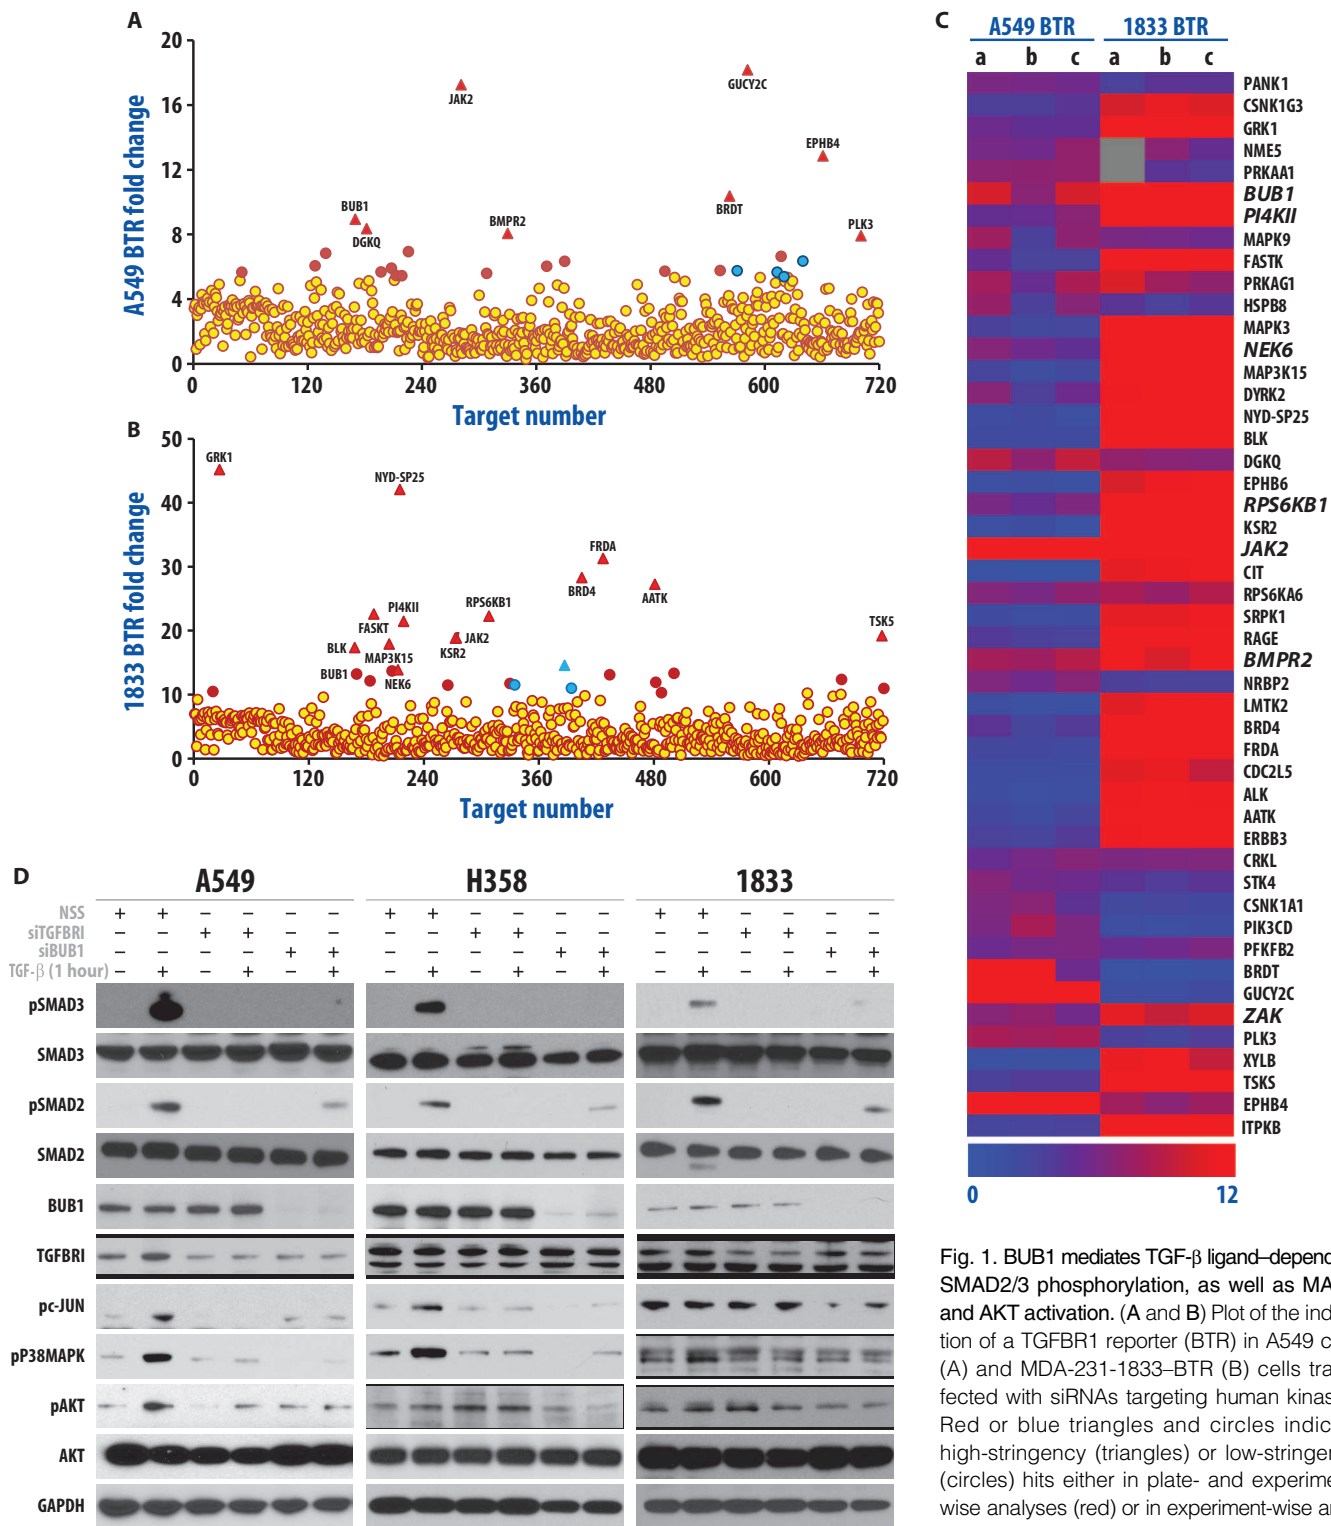 A
A549 BTR fold change
20
16
12
8
4
0
JAK2
GUCY2C
EPHB4
BRDT
BUB1
DGKQ
BMPR2
PLK3
0 120 240 360 480 600 720
Target number
B
1833 BTR fold change
50
40
30
20
10
0
GRK1
NYD-SP25
FRDA
BRD4
AATK
PI4KII
RPS6KB1
FASKT
TSK5
BLK
MAP3K15
KSR2
JAK2
BUB1
NEK6
0 120 240 360 480 600 720
Target number
C
A549 BTR 1833 BTR
a b c a b c
PANK1
CSNK1G3
GRK1
NME5
PRKAA1
BUB1
PI4KII
MAPK9
FASTK
PRKAG1
HSPB8
MAPK3
NEK6
MAP3K15
DYRK2
NYD-SP25
BLK
DGKQ
EPHB6
RPS6KB1
KSR2
JAK2
CIT
RPS6KA6
SRPK1
RAGE
BMPR2
NRBP2
LMTK2
BRD4
FRDA
CDC2L5
ALK
AATK
ERBB3
CRKL
STK4
CSNK1A1
PIK3CD
PFKFB2
BRDT
GUCY2C
ZAK
PLK3
XYLB
TSKS
EPHB4
ITPKB
0 12
D
A549 H358 1833
NSS + + – – – – + + – – – – + + – – – –
siTGFBRI – – + + – – – – + + – – – – + + – –
siBUB1 – – – – + + – – – – + + – – – – + +
TGF-β (1 hour) – + – + – + – + – + – + – + – + – +
pSMAD3
SMAD3
pSMAD2
SMAD2
BUB1
TGFBRI
pc-JUN
pP38MAPK
pAKT
AKT
GAPDH
Fig. 1. BUB1 mediates TGF-β ligand–depend
SMAD2/3 phosphorylation, as well as MA
and AKT activation. (A and B) Plot of the ind
tion of a TGFBR1 reporter (BTR) in A549 c
(A) and MDA-231-1833–BTR (B) cells tra
fected with siRNAs targeting human kinas
Red or blue triangles and circles indic
high-stringency (triangles) or low-stringen
(circles) hits either in plate- and experime
wise analyses (red) or in experiment-wise a